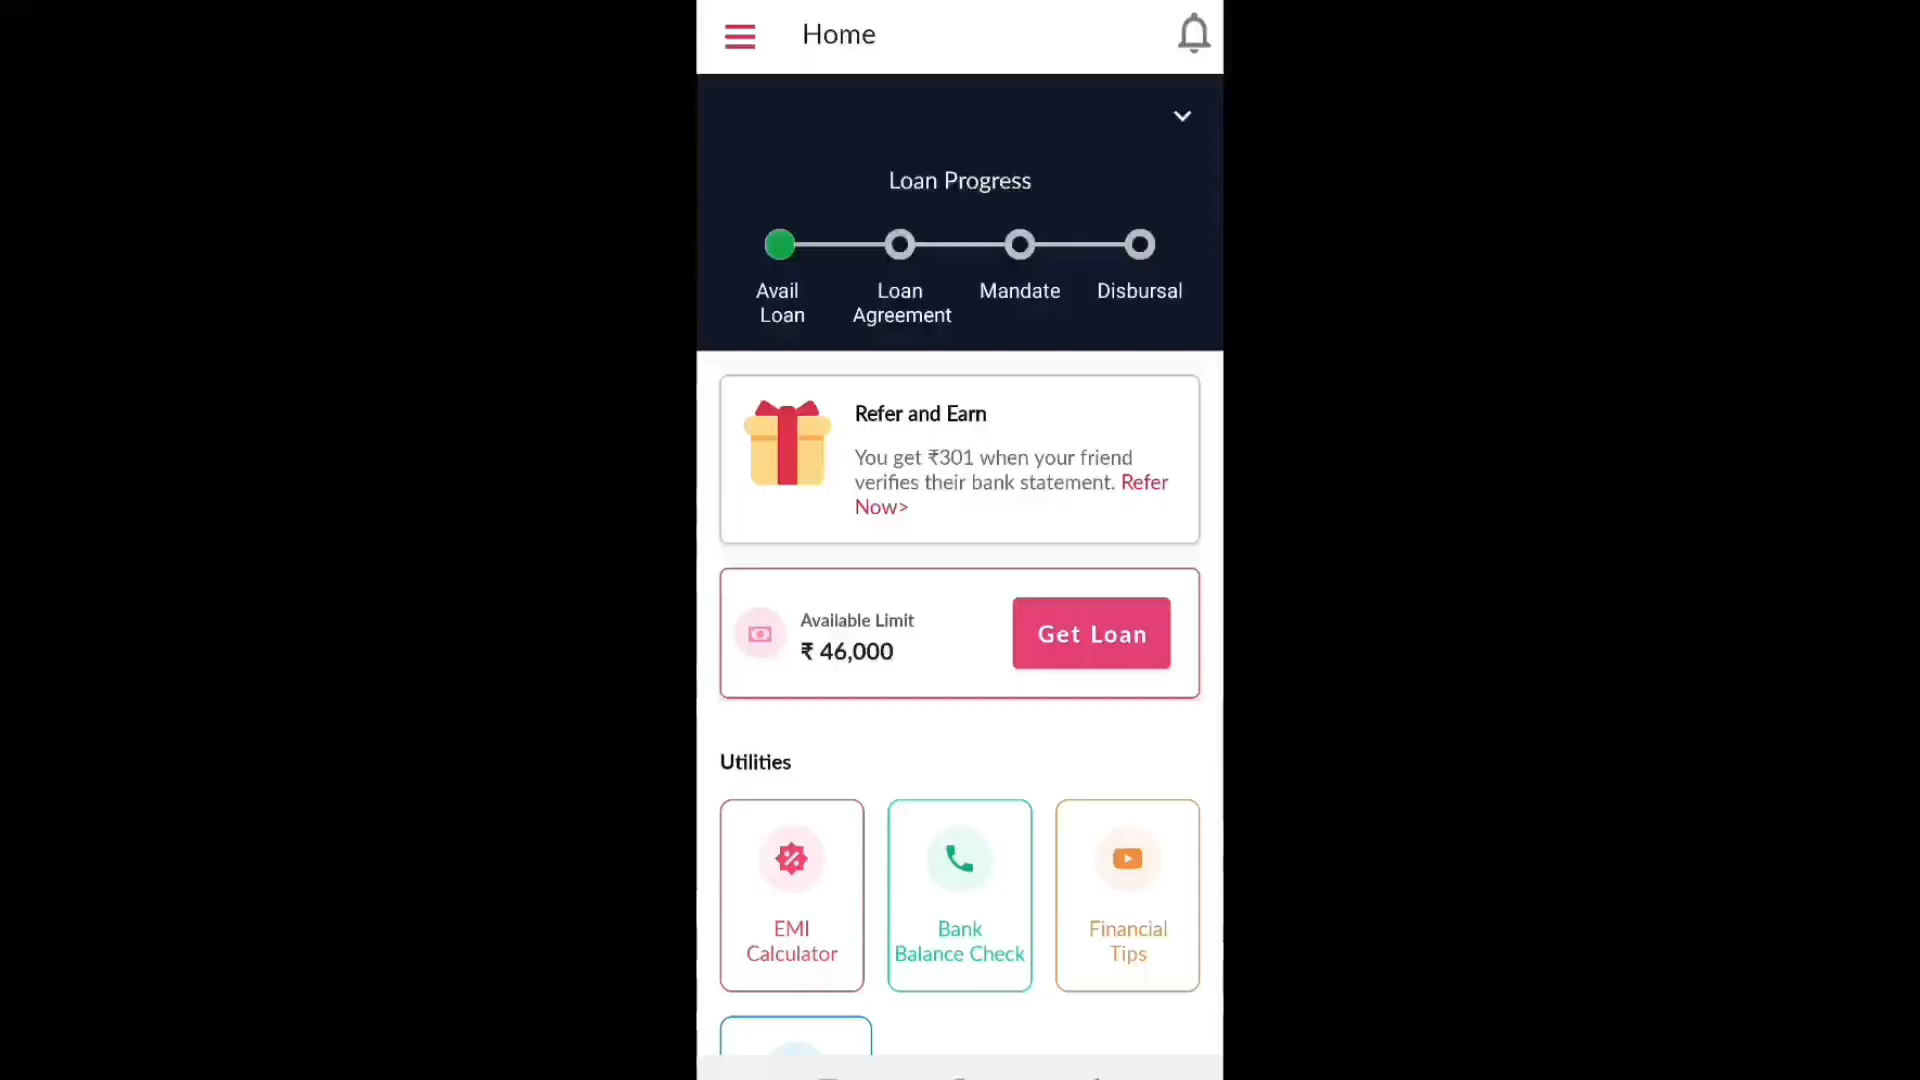 Home
Loan Progress
Avail Loan
Loan Agreement
Mandate
Disbursal
Refer and Earn
You get ₹301 when your friend
verifies their bank statement. Refer
Now>
Available Limit
₹ 46,000
Get Loan
Utilities
EMI
Calculator
Bank
Balance Check
Financial
Tips